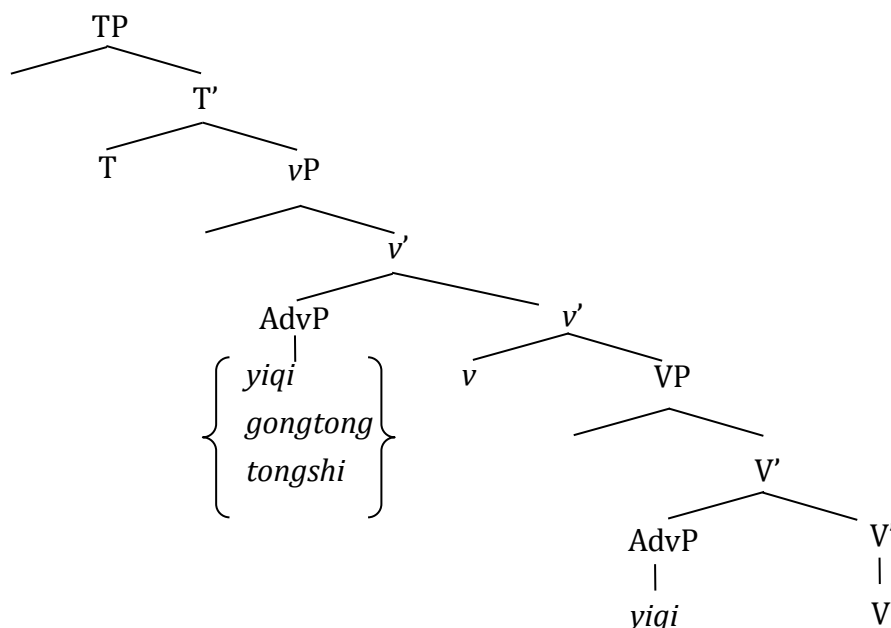 TP
T’
T vP
v’
AdvP v’
yiqi v VP
gongtong
tongshi
V’
AdvP V’
yiqi V